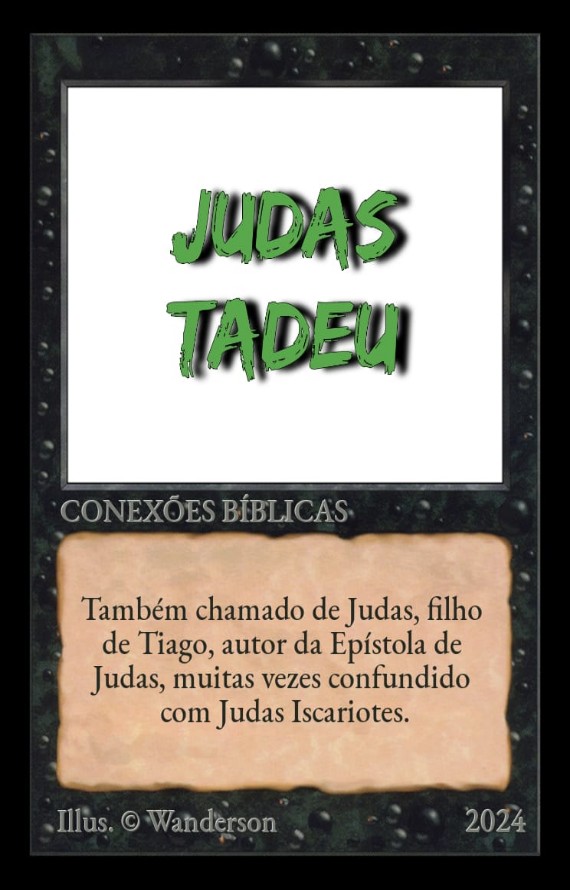 JUDAS
TADEU
CONEXÕES BÍBLICAS
Também chamado de Judas, filho
de Tiago, autor da Epístola de
Judas, muitas vezes confundido
com Judas Iscariotes.
Illus. © Wanderson 2024